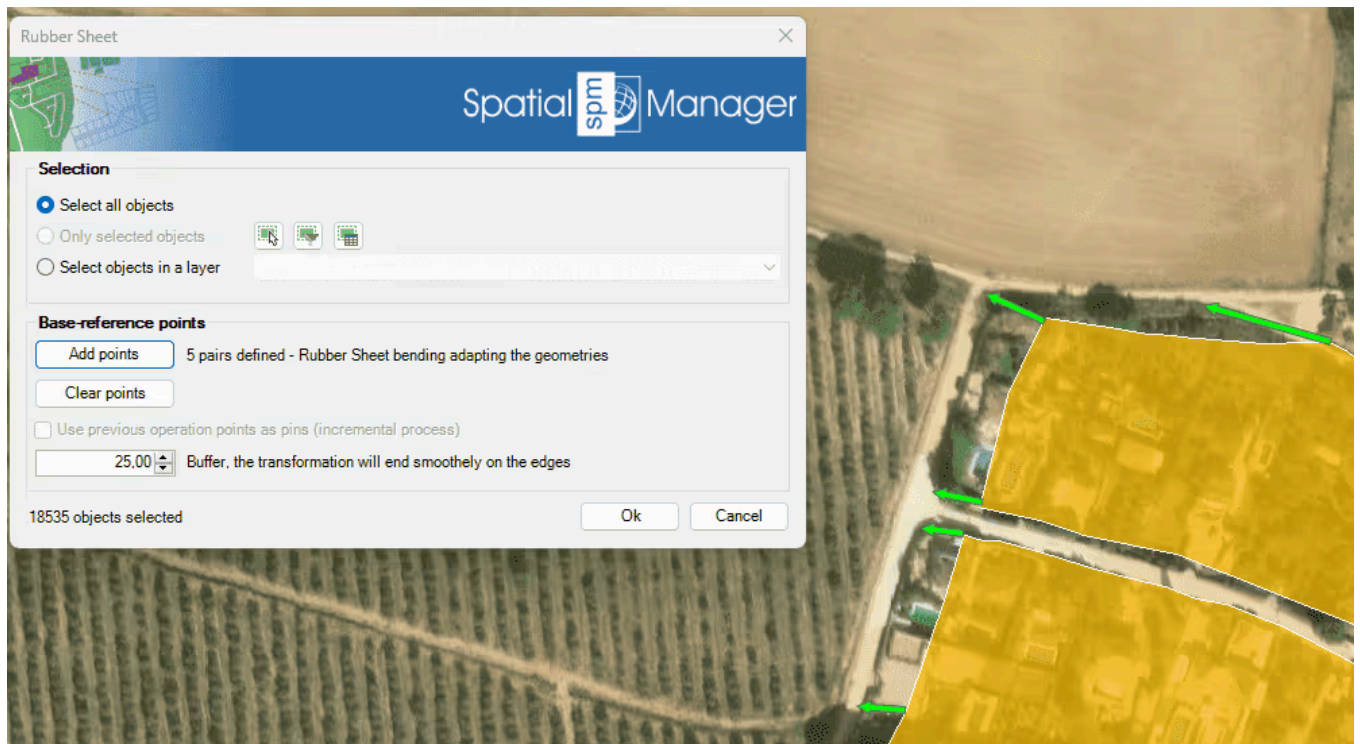 Rubber Sheet
Spatial spm Manager
Selection
Select all objects
Only selected objects
Select objects in a layer
Base-reference points
Add points 5 pairs defined - Rubber Sheet bending adapting the geometries
Clear points
Use previous operation points as pins (incremental process)
25,00 Buffer, the transformation will end smoothely on the edges
18535 objects selected Ok Cancel